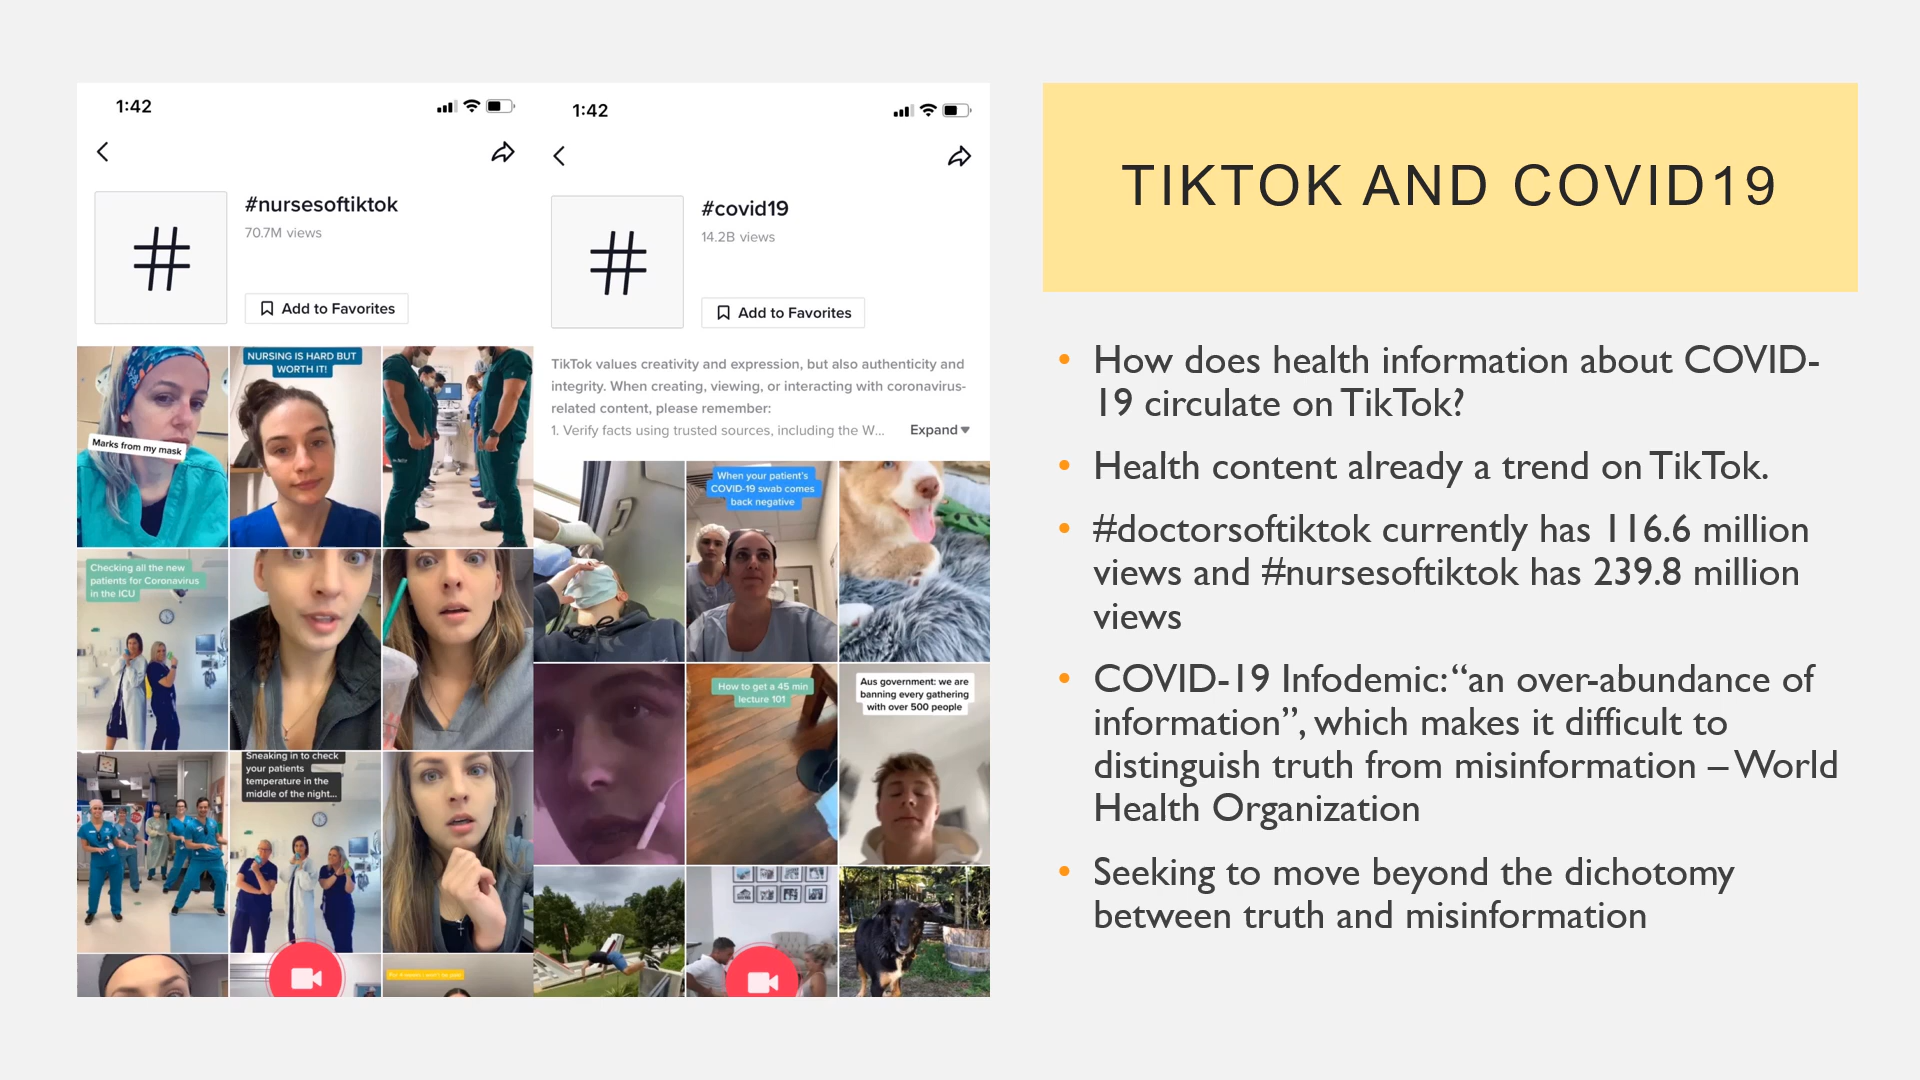 1:42
#nursesoftiktok
70.7M views
Add to Favorites
Marks from my mask
NURSING IS HARD BUT
WORTH IT!
Checking all the new
patients for Coronavirus
in the ICU
Sneaking in to check
your patients
temperature in the
middle of the night...
1:42
#covid19
14.2B views
Add to Favorites
TikTok values creativity and expression, but also authenticity and
integrity. When creating, viewing, or interacting with coronavirus-
related content, please remember:
1. Verify facts using trusted sources, including the W... Expand
When your patient's
COVID-19 swab comes
back negative
How to get a 45 min
lecture 101
Aus government: we are
banning every gathering
with over 500 people
TIKTOK AND COVID19
• How does health information about COVID-
19 circulate on TikTok?
• Health content already a trend on TikTok.
• #doctorsoftiktok currently has 116.6 million
views and #nursesoftiktok has 239.8 million
views
• COVID-19 Infodemic: “an over-abundance of
information”, which makes it difficult to
distinguish truth from misinformation – World
Health Organization
• Seeking to move beyond the dichotomy
between truth and misinformation